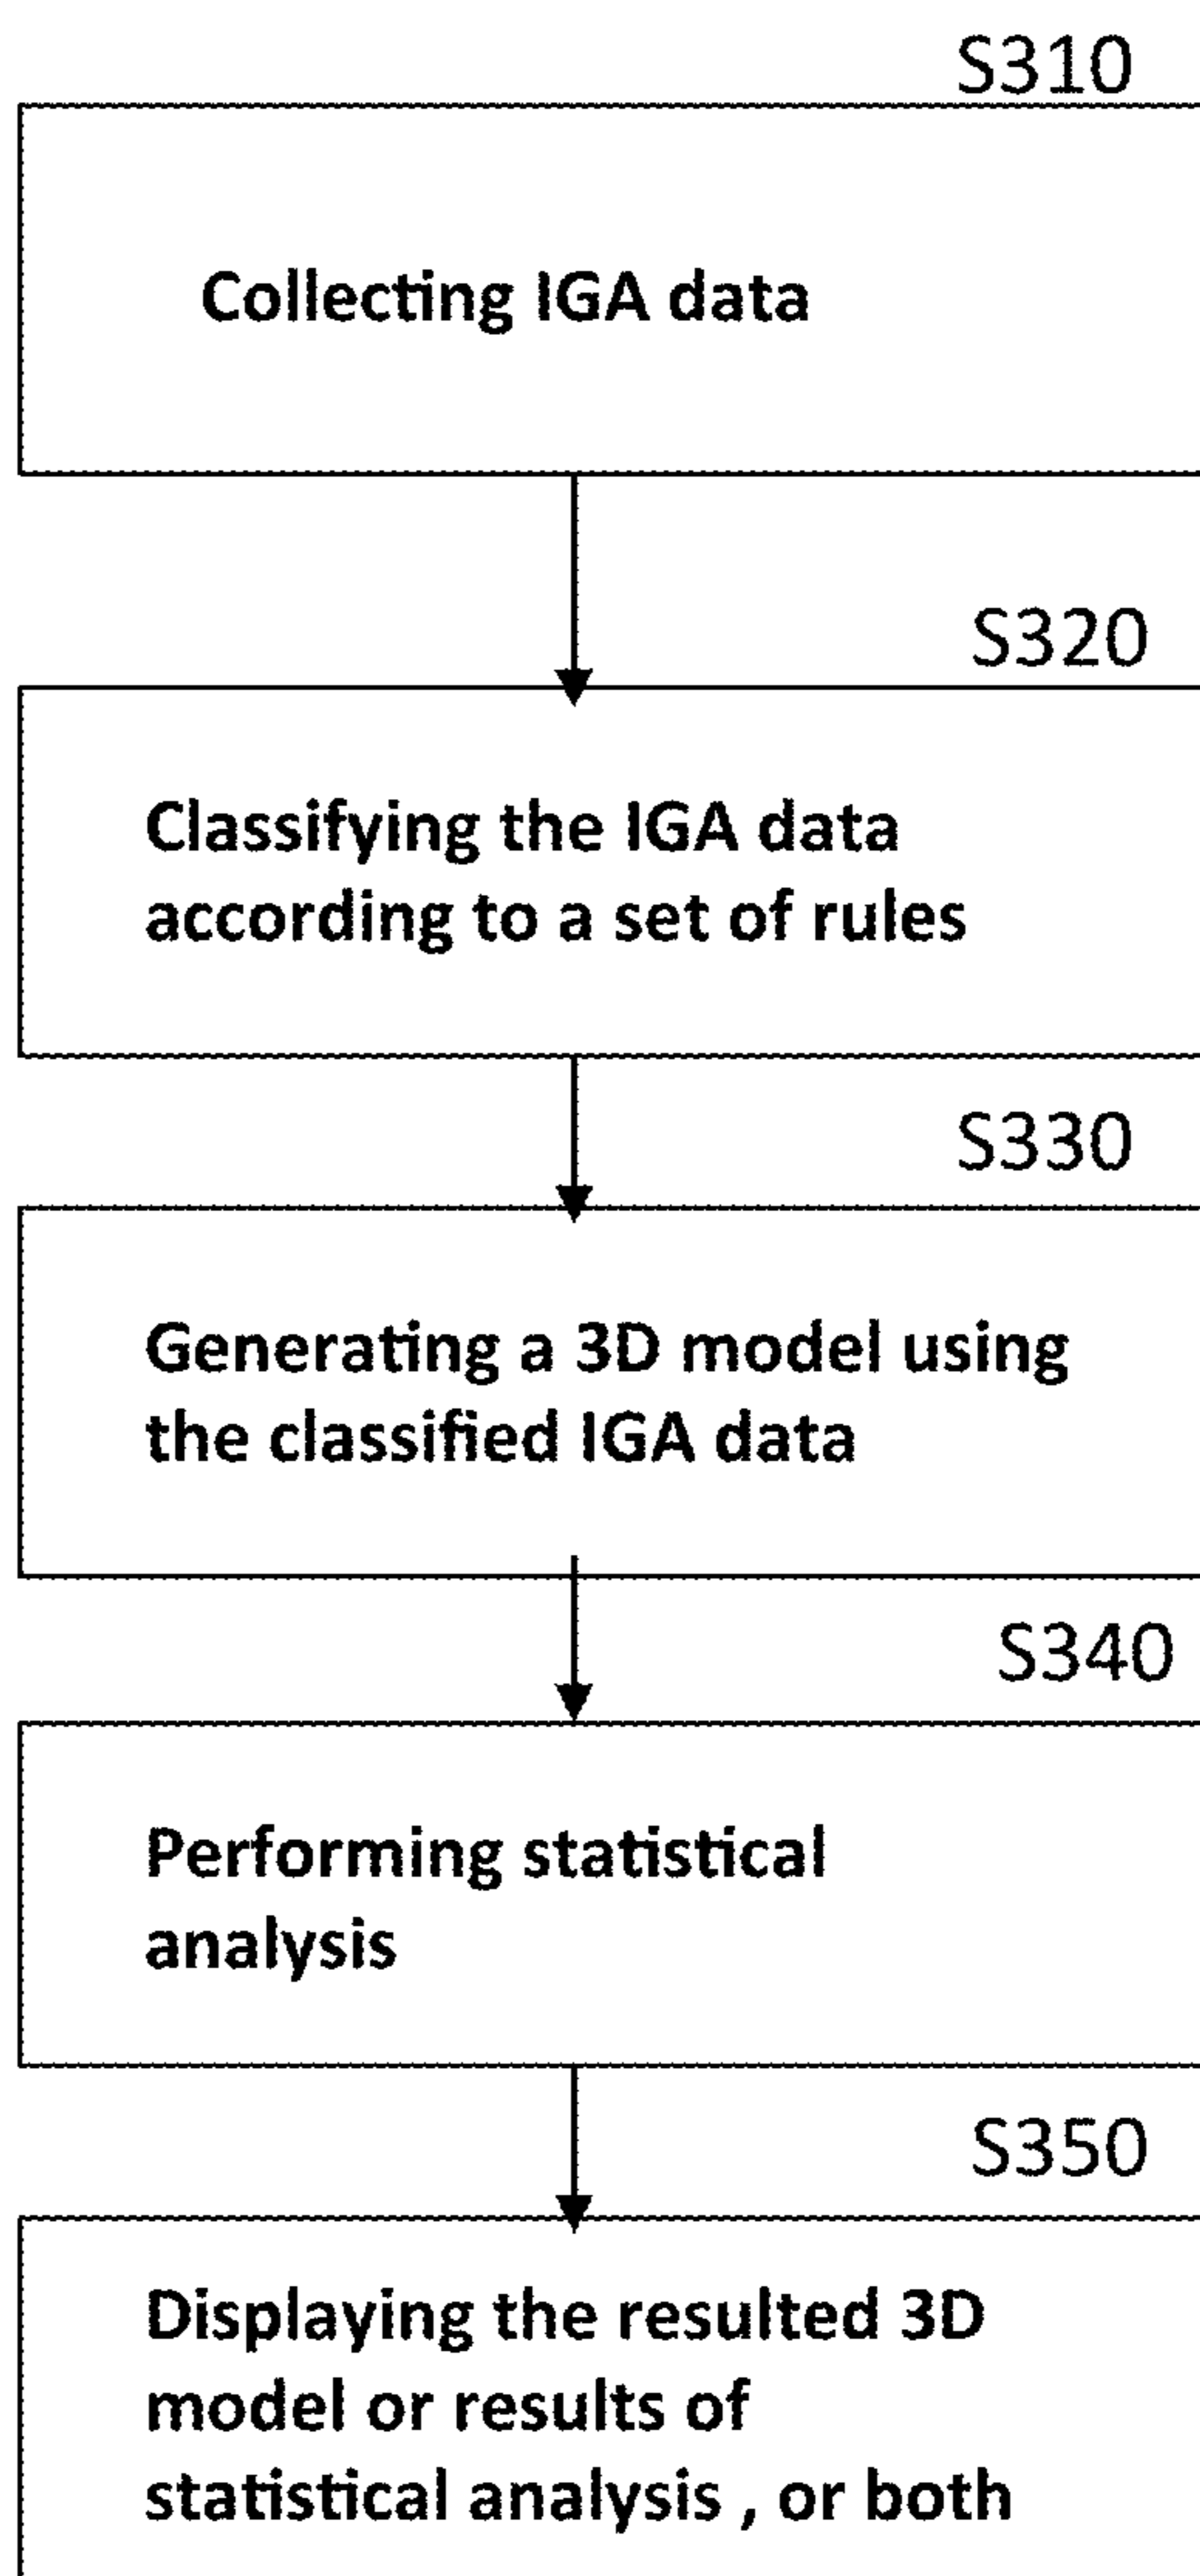 S310
Collecting IGA data
S320
Classifying the IGA data
according to a set of rules
S330
Generating a 3D model using
the classified IGA data
S340
Performing statistical
analysis
S350
Displaying the resulted 3D
model or results of
statistical analysis , or both